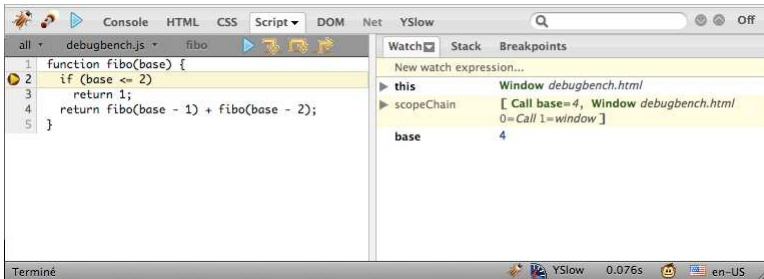 Console HTML CSS Script DOM Net YSlow Off
all debugbench.js fibo
Watch Stack Breakpoints
1 function fibo(base) {
2 if (base <= 2)
3 return 1;
4 return fibo(base - 1) + fibo(base - 2);
5 }
New watch expression...
this Window debugbench.html
scopeChain [ Call base=4, Window debugbench.html
0=Call 1=window ]
base 4
Terminé YSlow 0.076s en-US